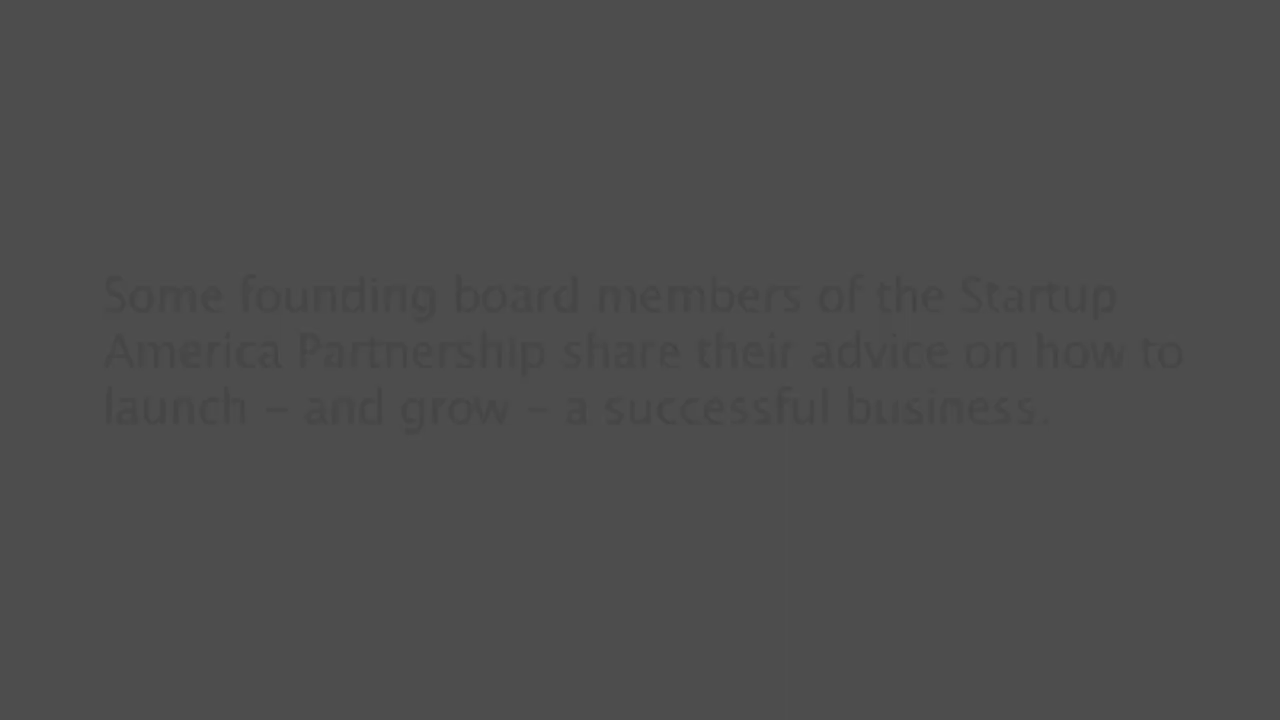 Some founding board members of the Startup
America Partnership share their advice on how to
launch – and grow – a successful business.